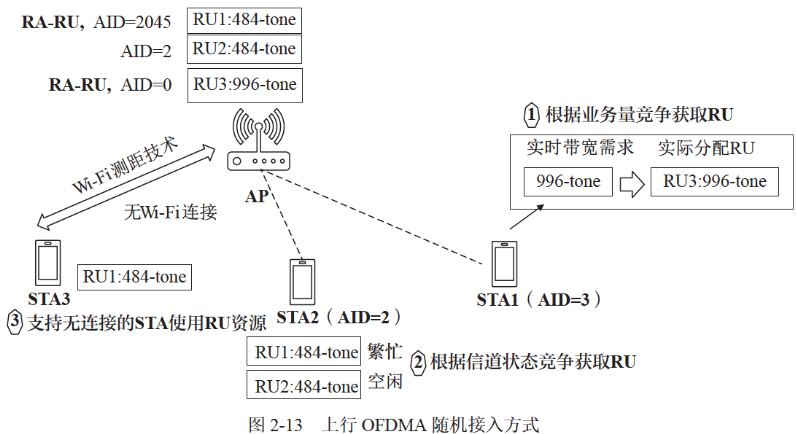 RA-RU, AID=2045 RU1:484-tone
AID=2 RU2:484-tone
RA-RU, AID=0 RU3:996-tone
① 根据业务量竞争获取RU
实时带宽需求 实际分配RU
996-tone RU3:996-tone
Wi-Fi测距技术
AP
无Wi-Fi连接
RU1:484-tone
STA3
STA2（AID=2）
STA1（AID=3）
③ 支持无连接的STA使用RU资源
RU1:484-tone 繁忙
RU2:484-tone 空闲
② 根据信道状态竞争获取RU
图 2-13 上行 OFDMA 随机接入方式